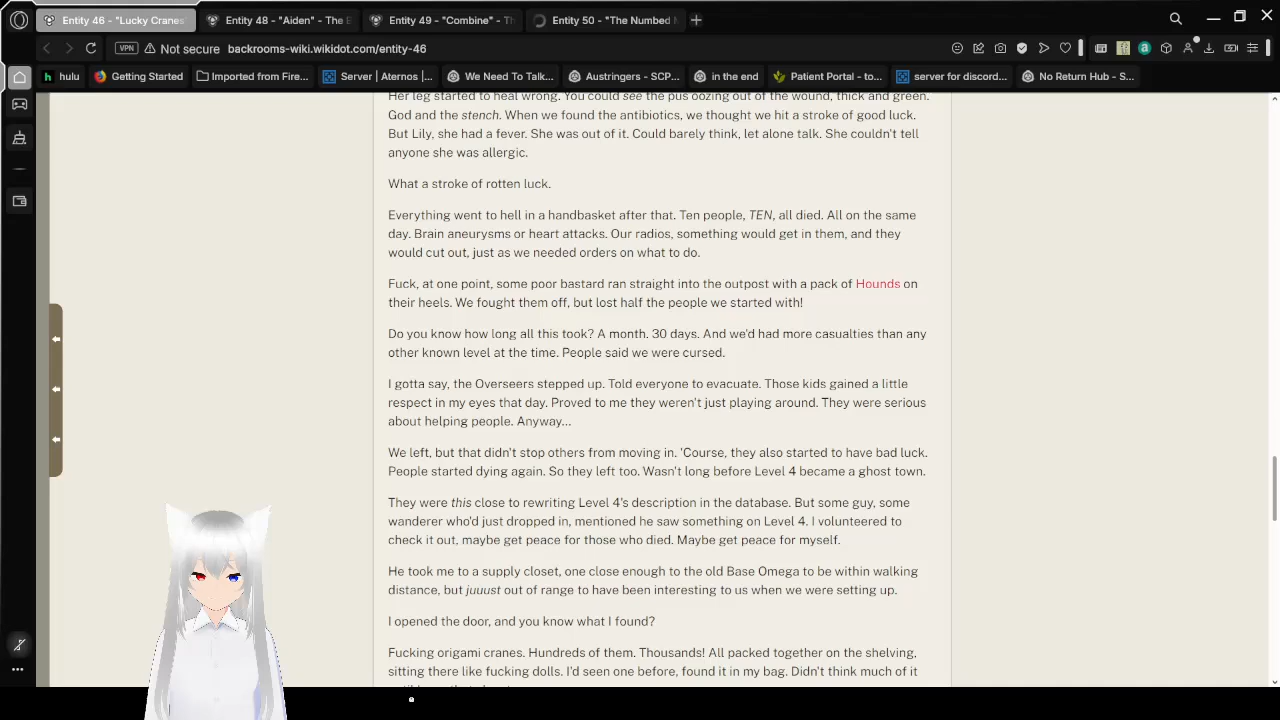 Entity 46 - "Lucky Cranes"
Entity 48 - "Aiden" - The E
Entity 49 - "Combine" - Th
Entity 50 - "The Numbed M
VPN
Not secure
backrooms-wiki.wikidot.com/entity-46
hulu
Getting Started
Imported from Fire...
Server | Aternos |...
We Need To Talk...
Austringers - SCP...
in the end
Patient Portal - to...
server for discord...
No Return Hub - S...
Her leg started to heal wrong. You could see the pus oozing out of the wound, thick and green.
God and the stench. When we found the antibiotics, we thought we hit a stroke of good luck.
But Lily, she had a fever. She was out of it. Could barely think, let alone talk. She couldn't tell
anyone she was allergic.
What a stroke of rotten luck.
Everything went to hell in a handbasket after that. Ten people, TEN, all died. All on the same
day. Brain aneurysms or heart attacks. Our radios, something would get in them, and they
would cut out, just as we needed orders on what to do.
Fuck, at one point, some poor bastard ran straight into the outpost with a pack of Hounds on
their heels. We fought them off, but lost half the people we started with!
Do you know how long all this took? A month. 30 days. And we'd had more casualties than any
other known level at the time. People said we were cursed.
I gotta say, the Overseers stepped up. Told everyone to evacuate. Those kids gained a little
respect in my eyes that day. Proved to me they weren't just playing around. They were serious
about helping people. Anyway...
We left, but that didn't stop others from moving in. 'Course, they also started to have bad luck.
People started dying again. So they left too. Wasn't long before Level 4 became a ghost town.
They were this close to rewriting Level 4's description in the database. But some guy, some
wanderer who'd just dropped in, mentioned he saw something on Level 4. I volunteered to
check it out, maybe get peace for those who died. Maybe get peace for myself.
He took me to a supply closet, one close enough to the old Base Omega to be within walking
distance, but juuust out of range to have been interesting to us when we were setting up.
I opened the door, and you know what I found?
Fucking origami cranes. Hundreds of them. Thousands! All packed together on the shelving,
sitting there like fucking dolls. I'd seen one before, found it in my bag. Didn't think much of it